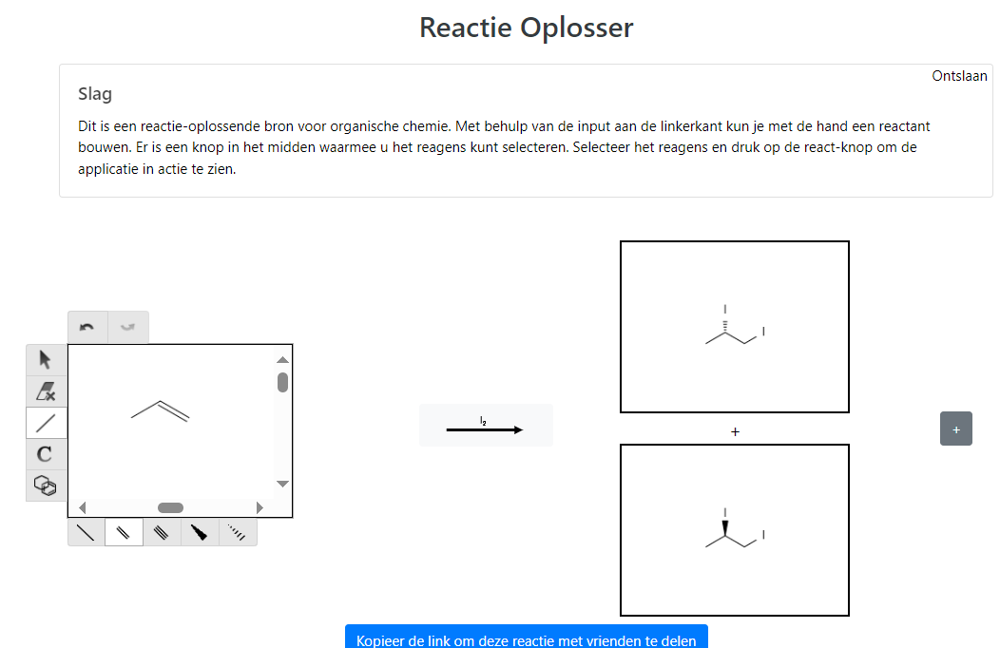 Reactie Oplosser
Ontslaan
Slag
Dit is een reactie-oplossende bron voor organische chemie. Met behulp van de input aan de linkerkant kun je met de hand een reactant
bouwen. Er is een knop in het midden waarmee u het reagens kunt selecteren. Selecteer het reagens en druk op de react-knop om de
applicatie in actie te zien.
I
I
C
I₂
+
+
I
I
Kopieer de link om deze reactie met vrienden te delen